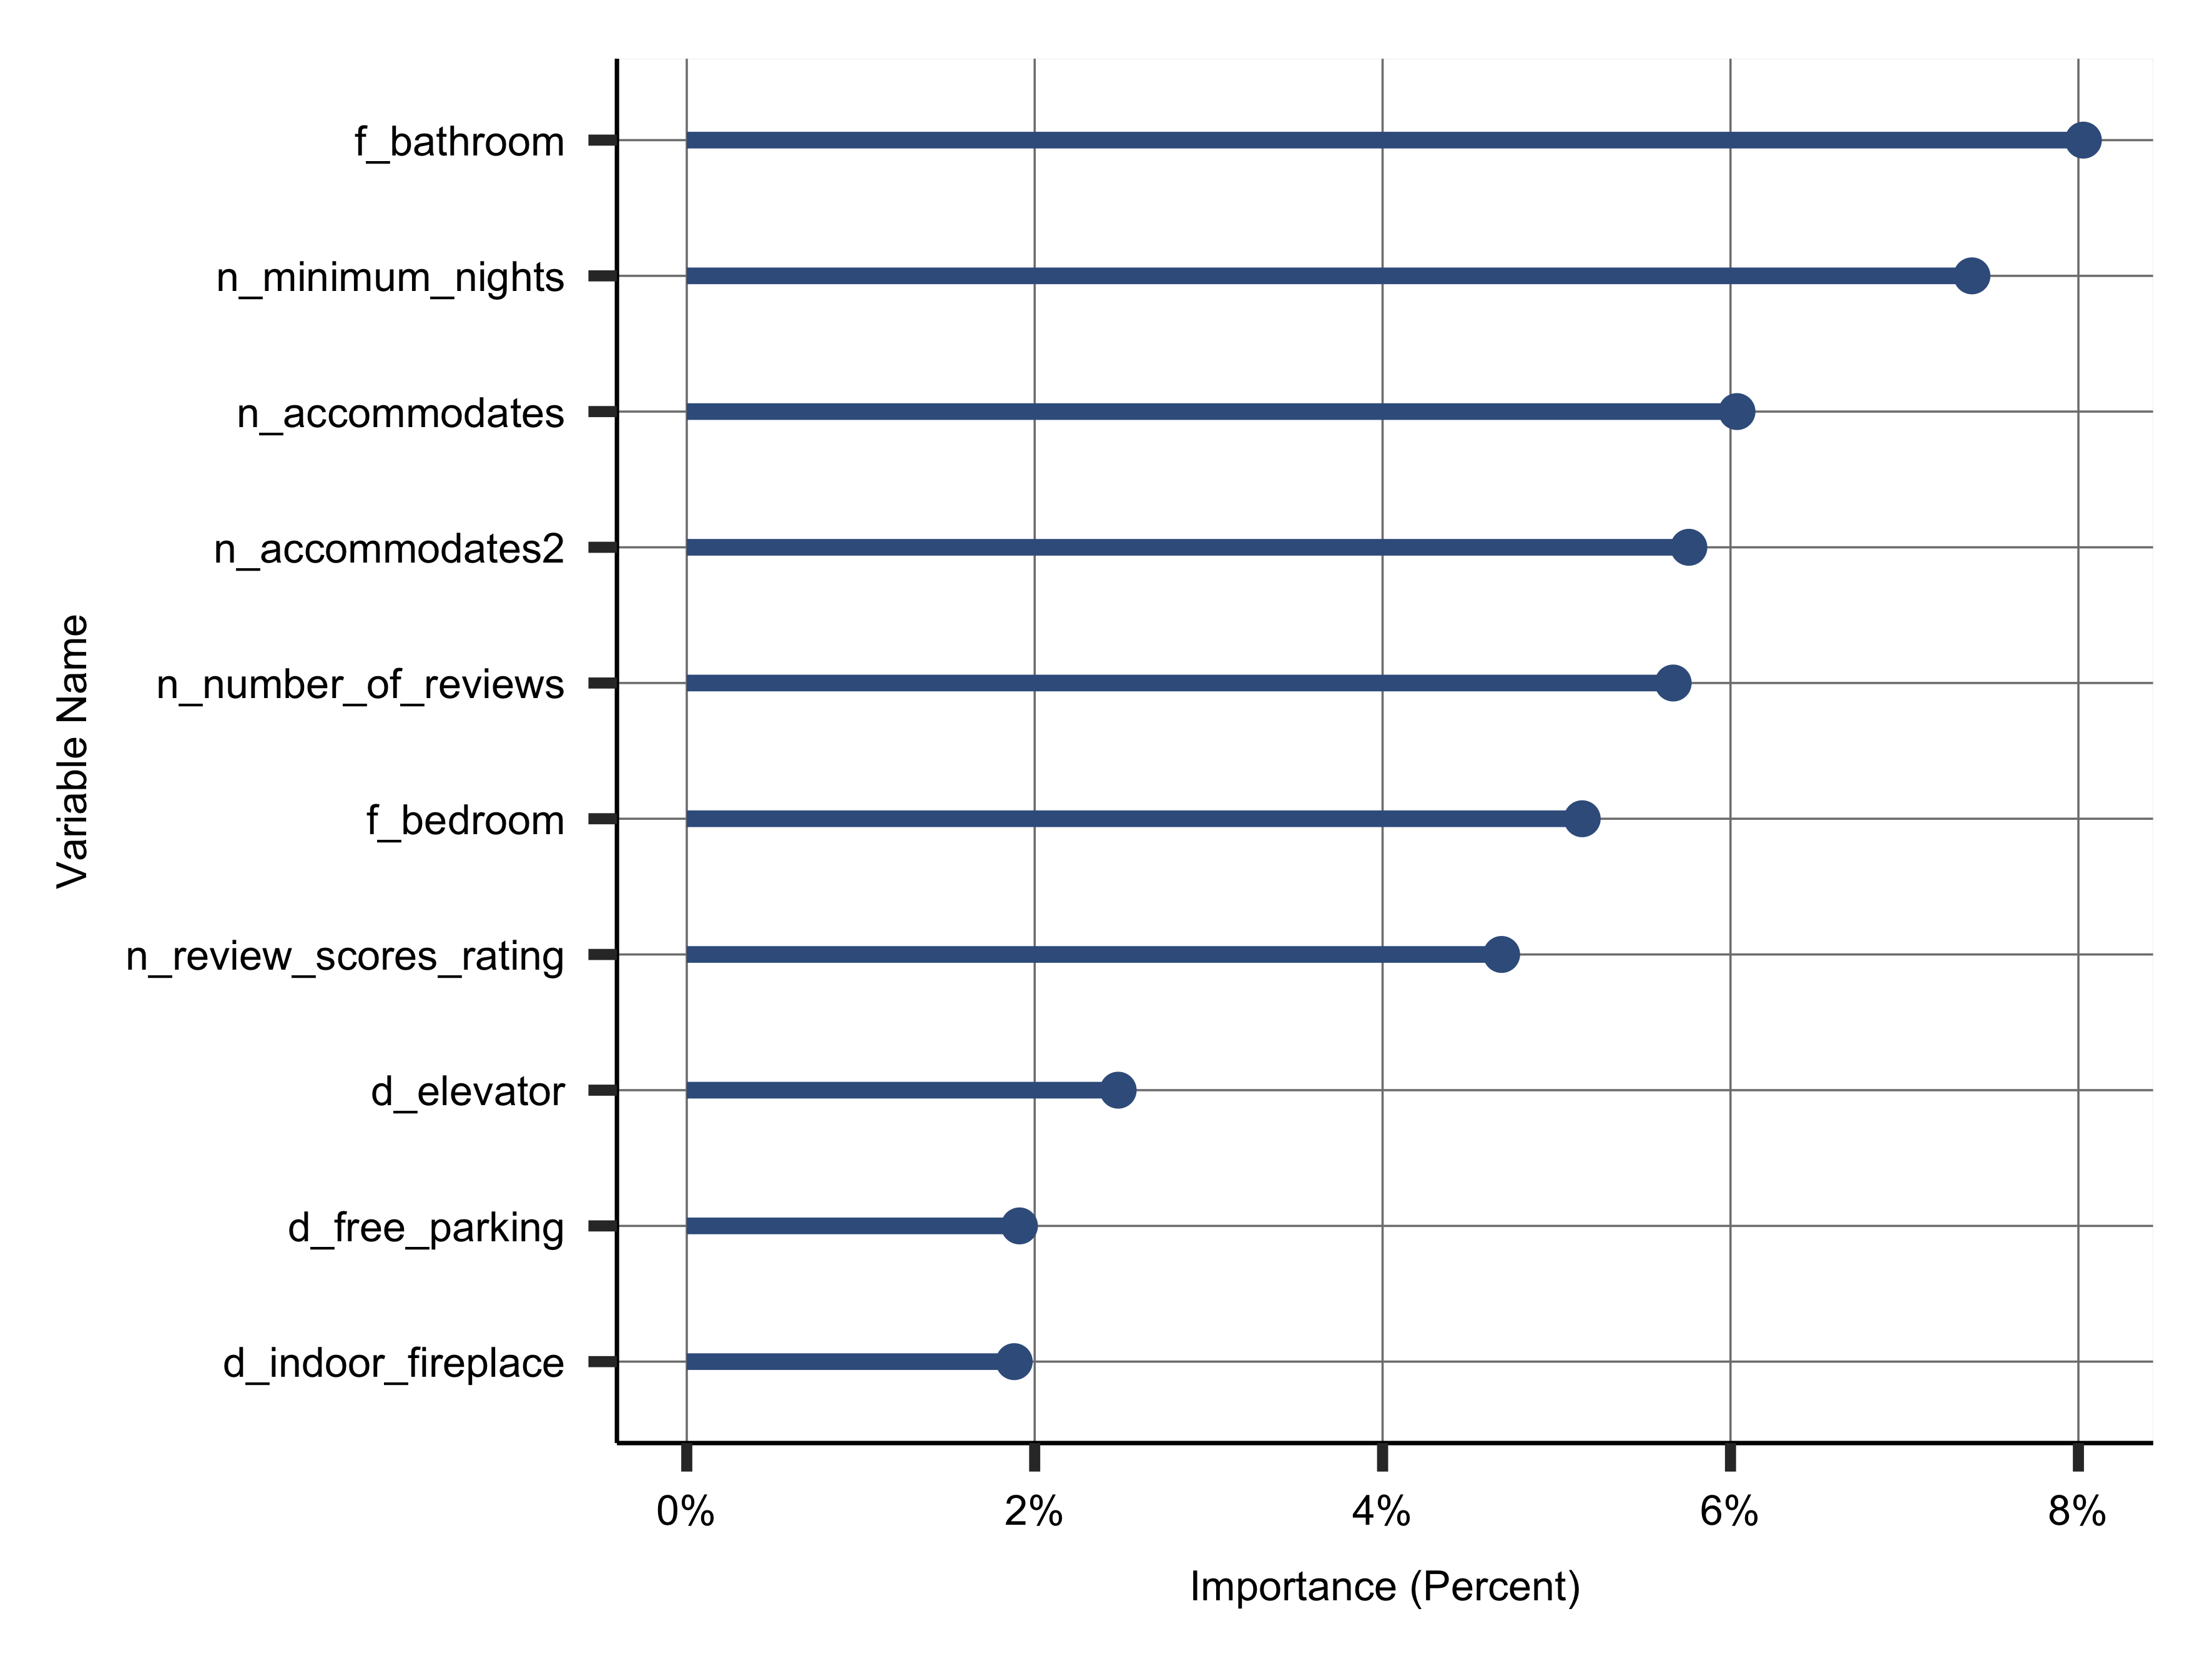 f_bathroom
n_minimum_nights
n_accommodates
n_accommodates2
n_number_of_reviews
f_bedroom
n_review_scores_rating
d_elevator
d_free_parking
d_indoor_fireplace
Variable Name
0% 2% 4% 6% 8%
Importance (Percent)